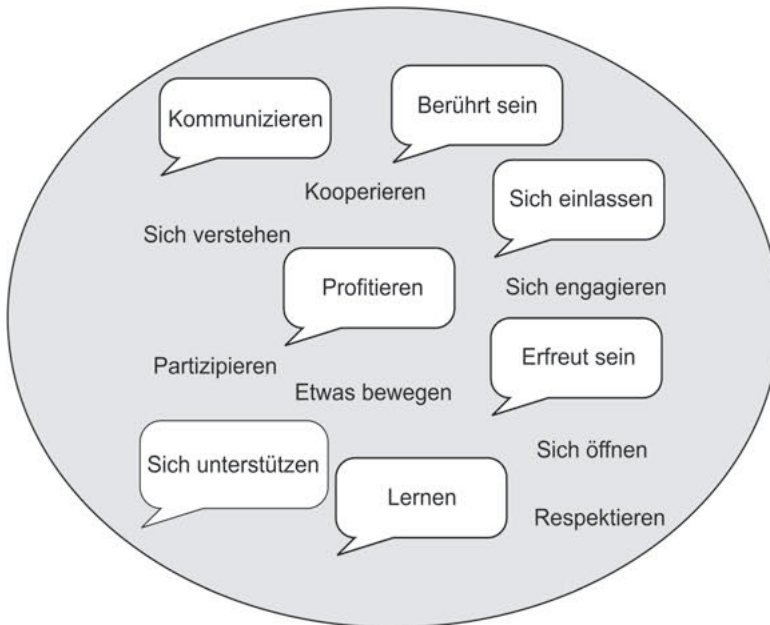 Kommunizieren
Berührt sein
Kooperieren
Sich einlassen
Sich verstehen
Profitieren
Sich engagieren
Partizipieren
Erfreut sein
Etwas bewegen
Sich öffnen
Sich unterstützen
Lernen
Respektieren